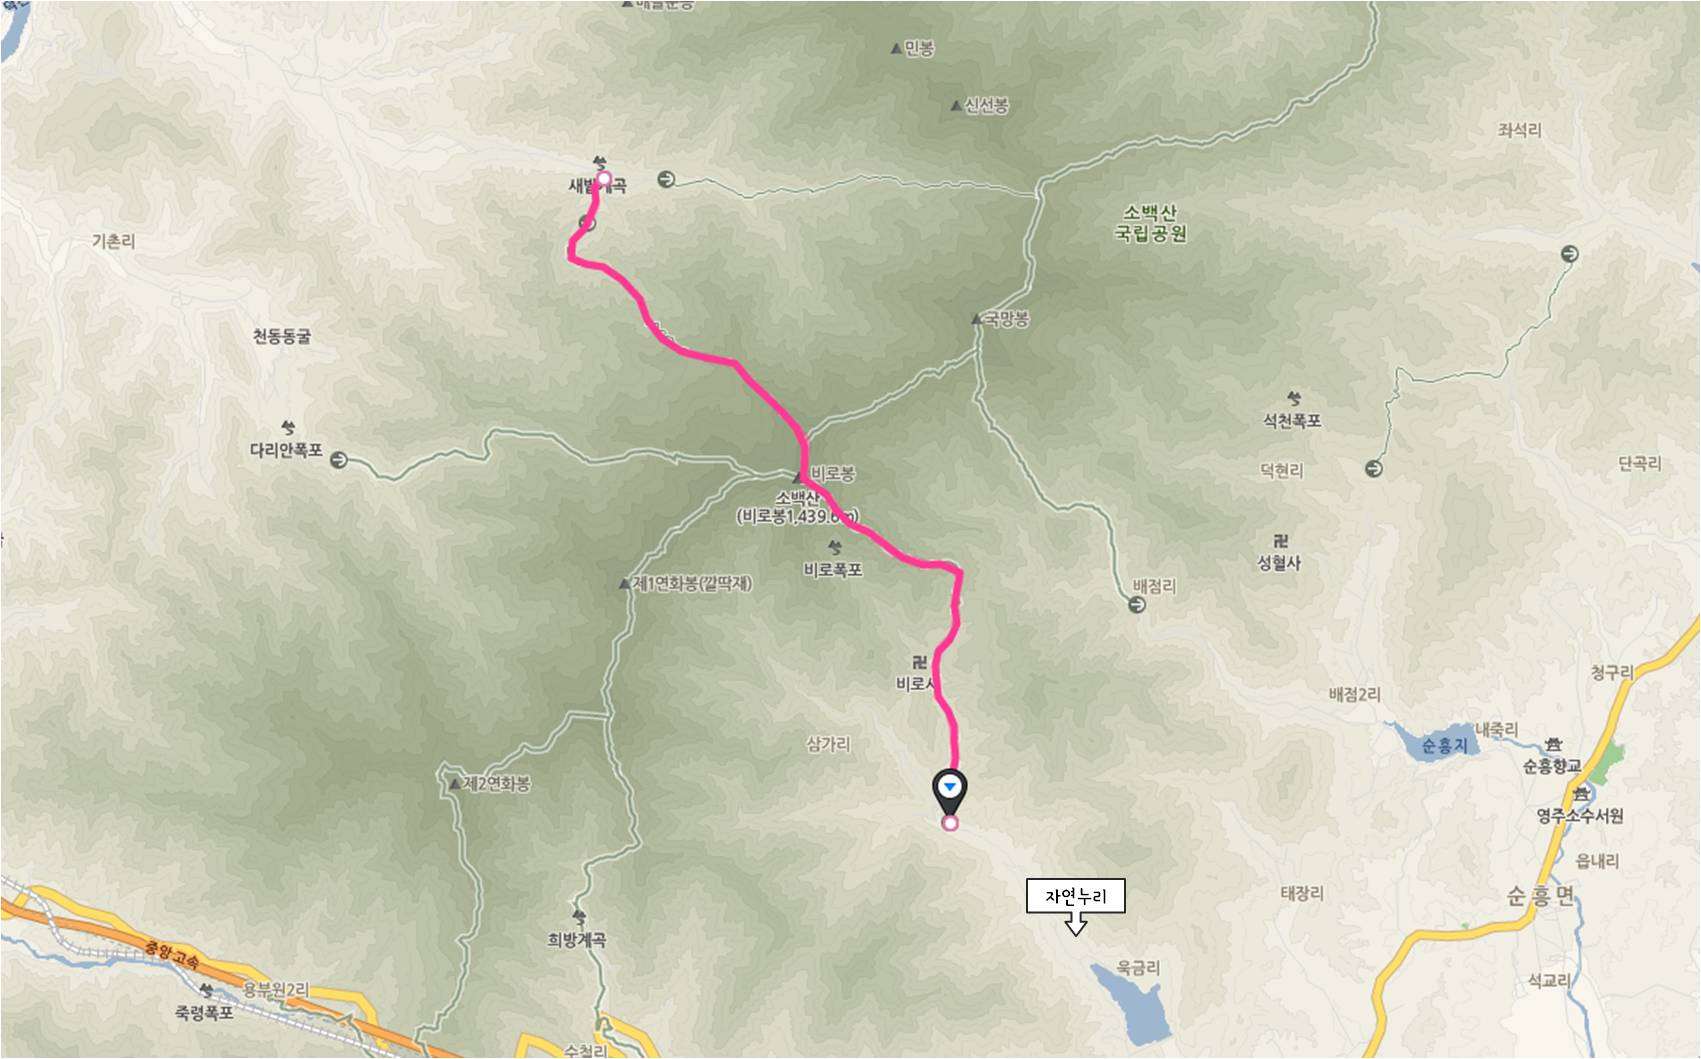 민봉
신선봉
좌석리
새밭계곡
소백산
국립공원
기촌리
국망봉
천동동굴
석천폭포
다리안폭포
비로봉
덕현리
단곡리
소백산
(비로봉1,439.6m)
비로폭포
성혈사
제1연화봉(깔딱재)
배점리
청구리
비로사
배점2리
내죽리
삼가리
순흥지
순흥향교
제2연화봉
영주소수서원
읍내리
자연누리
태장리
순흥면
희방계곡
중앙고속
욱금리
석교리
용부원2리
죽령폭포
수철리